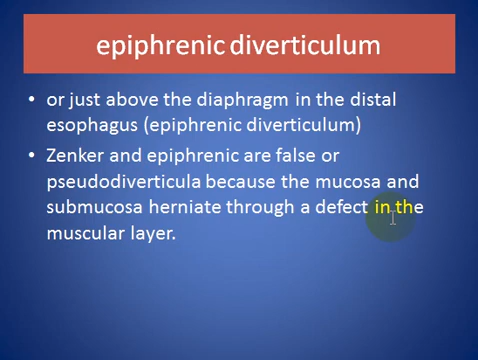 epiphrenic diverticulum
• or just above the diaphragm in the distal
esophagus (epiphrenic diverticulum)
• Zenker and epiphrenic are false or
pseudodiverticula because the mucosa and
submucosa herniate through a defect in the
muscular layer.